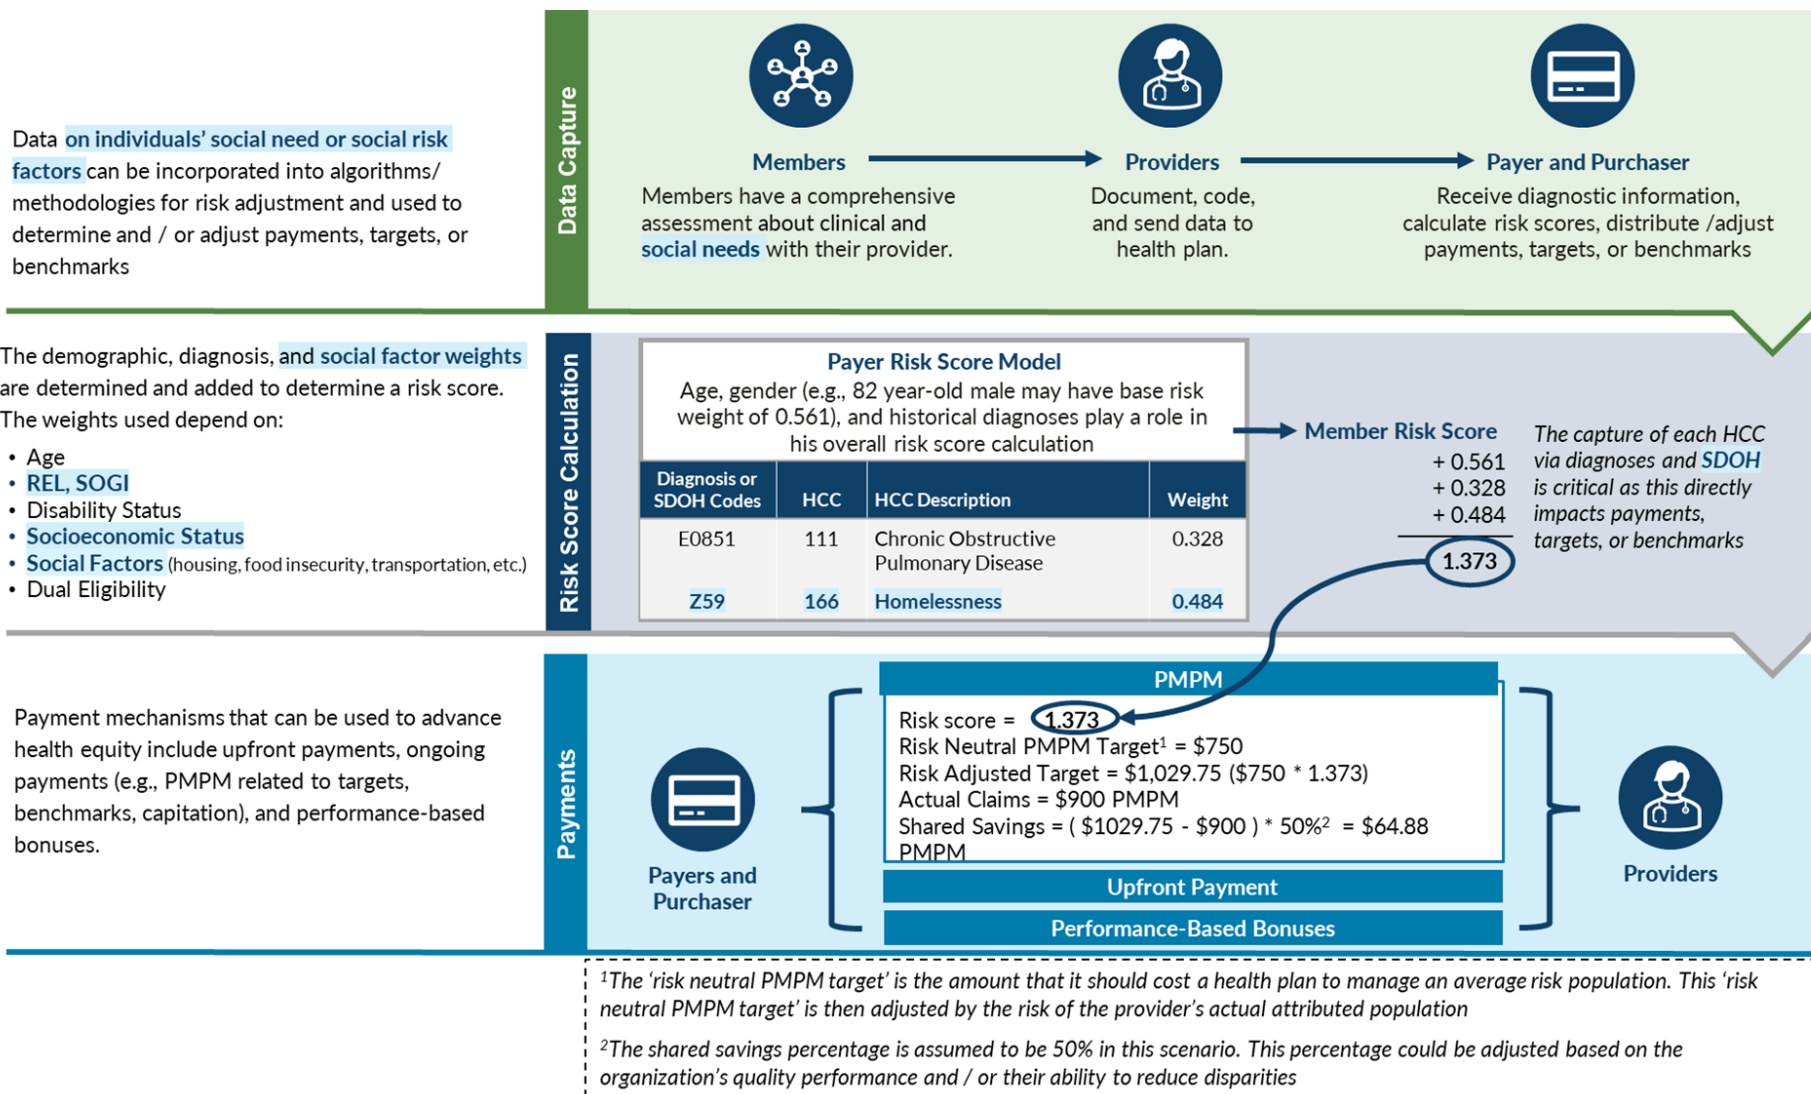 Data on individuals’ social need or social risk
factors can be incorporated into algorithms/
methodologies for risk adjustment and used to
determine and / or adjust payments, targets, or
benchmarks
Data Capture
Members
Members have a comprehensive
assessment about clinical and
social needs with their provider.
Providers
Document, code,
and send data to
health plan.
Payer and Purchaser
Receive diagnostic information,
calculate risk scores, distribute /adjust
payments, targets, or benchmarks
The demographic, diagnosis, and social factor weights
are determined and added to determine a risk score.
The weights used depend on:
• Age
• REL, SOGI
• Disability Status
• Socioeconomic Status
• Social Factors (housing, food insecurity, transportation, etc.)
• Dual Eligibility
Risk Score Calculation
Payer Risk Score Model
Age, gender (e.g., 82 year-old male may have base risk
weight of 0.561), and historical diagnoses play a role in
his overall risk score calculation
Diagnosis or
SDOH Codes
HCC
HCC Description
Weight
E0851
111
Chronic Obstructive
Pulmonary Disease
0.328
Z59
166
Homelessness
0.484
Member Risk Score
+ 0.561
+ 0.328
+ 0.484
1.373
The capture of each HCC
via diagnoses and SDOH
is critical as this directly
impacts payments,
targets, or benchmarks
Payment mechanisms that can be used to advance
health equity include upfront payments, ongoing
payments (e.g., PMPM related to targets,
benchmarks, capitation), and performance-based
bonuses.
Payments
Payers and
Purchaser
PMPM
Risk score = 1.373
Risk Neutral PMPM Target¹ = $750
Risk Adjusted Target = $1,029.75 ($750 * 1.373)
Actual Claims = $900 PMPM
Shared Savings = ( $1029.75 - $900 ) * 50%² = $64.88
PMPM
Upfront Payment
Performance-Based Bonuses
Providers
¹The ‘risk neutral PMPM target’ is the amount that it should cost a health plan to manage an average risk population. This ‘risk
neutral PMPM target’ is then adjusted by the risk of the provider’s actual attributed population
²The shared savings percentage is assumed to be 50% in this scenario. This percentage could be adjusted based on the
organization’s quality performance and / or their ability to reduce disparities